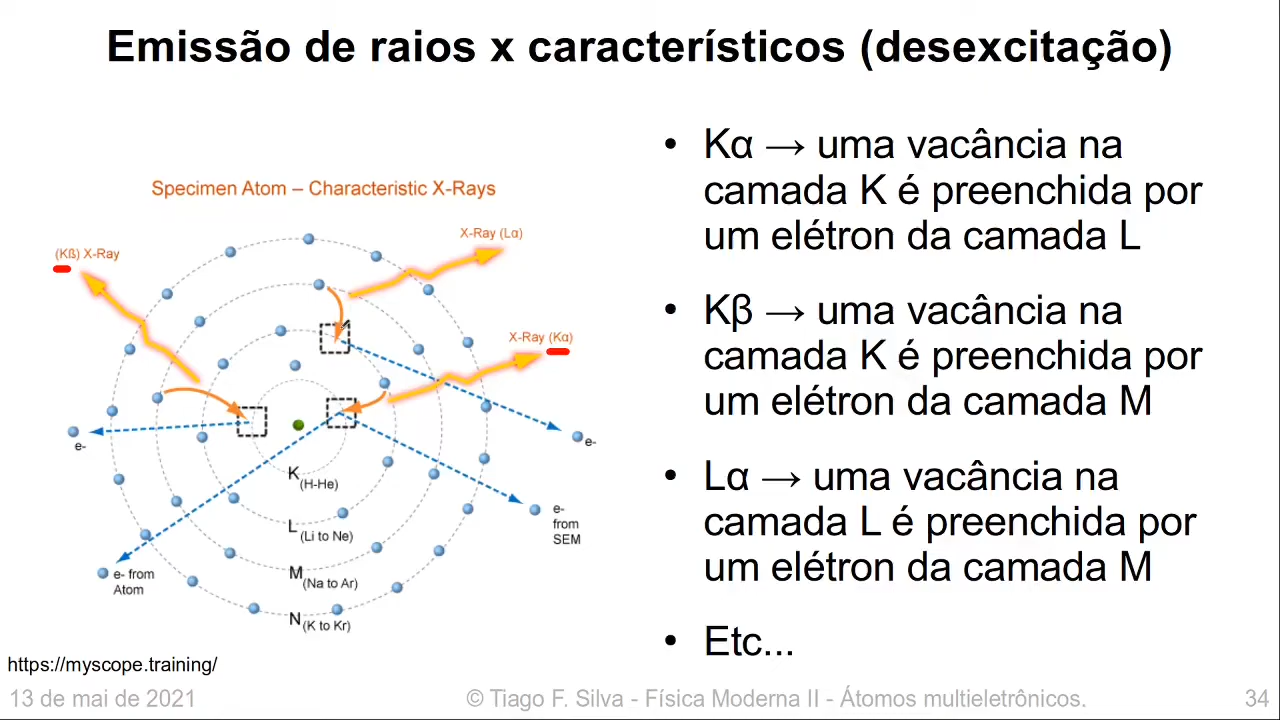 Emissão de raios x característicos (desexcitação)
Specimen Atom – Characteristic X-Rays
(Kß) X-Ray
X-Ray (Lα)
X-Ray (Kα)
e-
e-
e-
from
SEM
e- from
Atom
K(H-He)
L(Li to Ne)
M(Na to Ar)
N(K to Kr)
https://myscope.training/
• Kα → uma vacância na
camada K é preenchida por
um elétron da camada L
• Kβ → uma vacância na
camada K é preenchida por
um elétron da camada M
• Lα → uma vacância na
camada L é preenchida por
um elétron da camada M
• Etc...
13 de mai de 2021
© Tiago F. Silva - Física Moderna II - Átomos multieletrônicos.
34